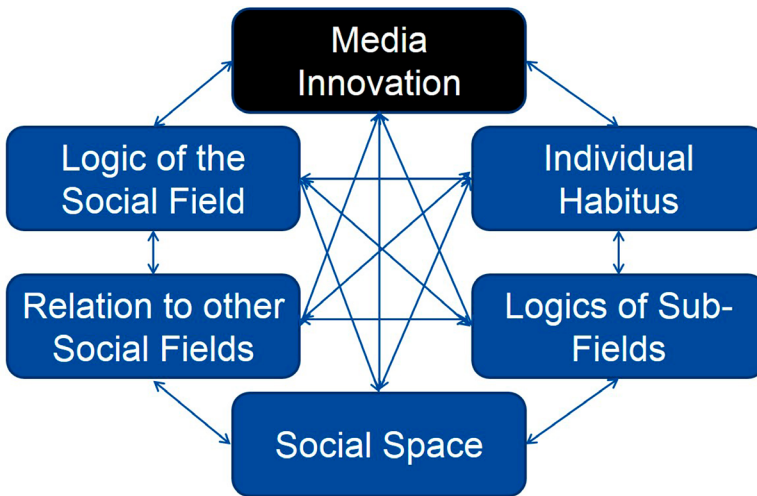 Media
Innovation
Logic of the
Social Field
Individual
Habitus
Relation to other
Social Fields
Logics of Sub-
Fields
Social Space